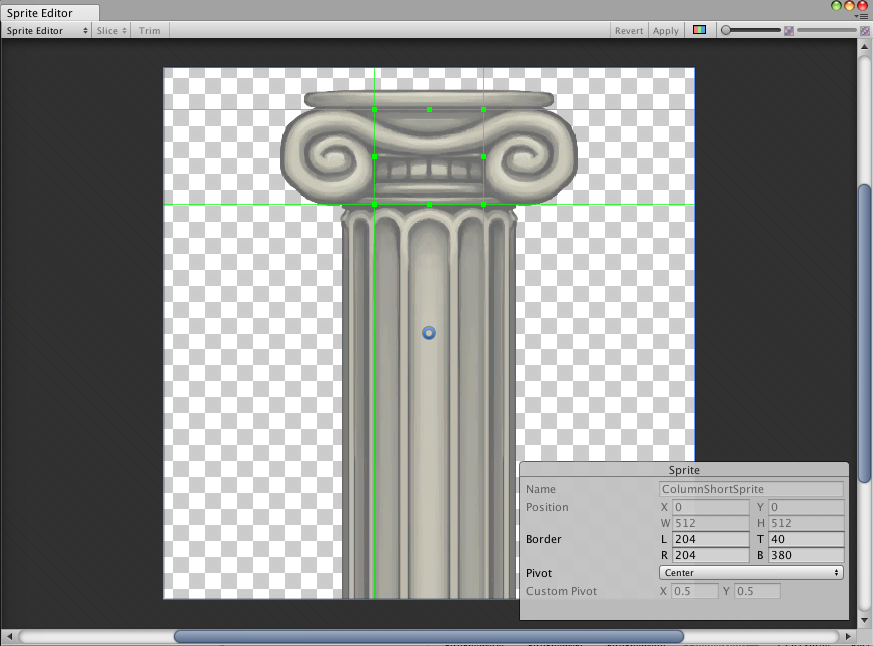 Sprite Editor
Sprite Editor Slice Trim Revert Apply
Sprite
Name ColumnShortSprite
Position X 0 Y 0
W 512 H 512
Border L 204 T 40
R 204 B 380
Pivot Center
Custom Pivot X 0.5 Y 0.5